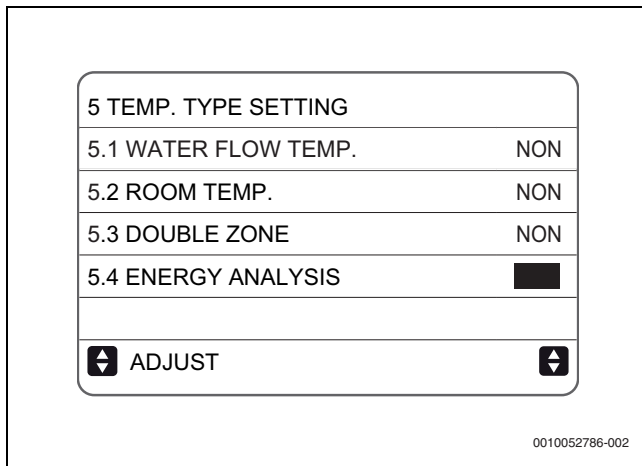 5 TEMP. TYPE SETTING
5.1 WATER FLOW TEMP. NON
5.2 ROOM TEMP. NON
5.3 DOUBLE ZONE NON
5.4 ENERGY ANALYSIS
ADJUST
0010052786-002